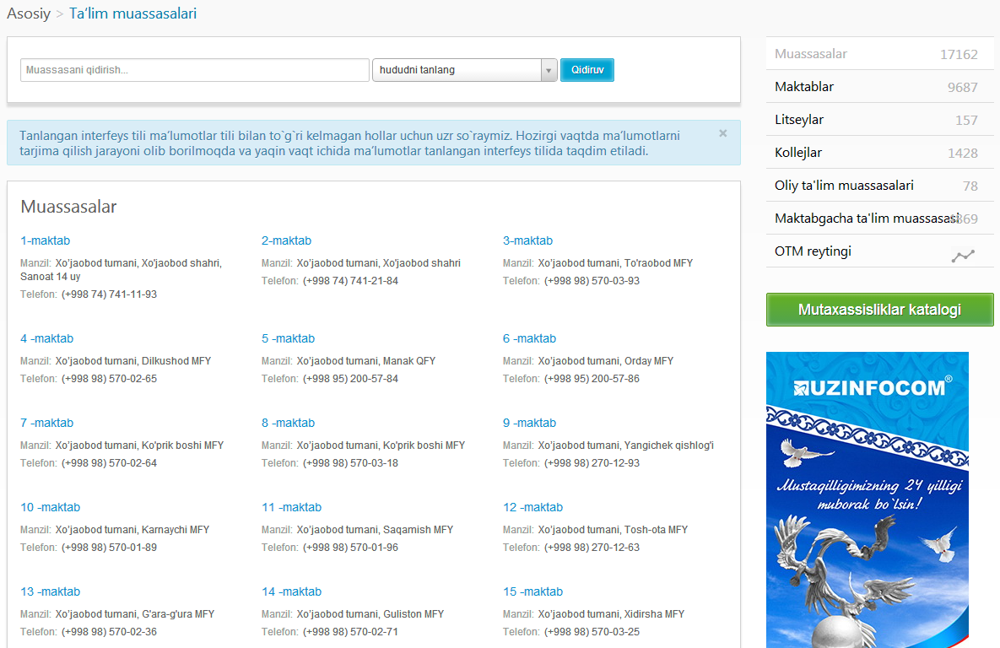 Asosiy > Ta‘lim muassasalari
Muassasani qidirish...
hududni tanlang
Qidiruv
Tanlangan interfeys tili ma‘lumotlar tili bilan to`g`ri kelmagan hollar uchun uzr so`raymiz. Hozirgi vaqtda ma‘lumotlarni
tarjima qilish jarayoni olib borilmoqda va yaqin vaqt ichida ma‘lumotlar tanlangan interfeys tilida taqdim etiladi.
×
Muassasalar
1-maktab
Manzil: Xo'jaobod tumani, Xo'jaobod shahri,
Sanoat 14 uy
Telefon: (+998 74) 741-11-93
2-maktab
Manzil: Xo'jaobod tumani, Xo'jaobod shahri
Telefon: (+998 74) 741-21-84
3-maktab
Manzil: Xo'jaobod tumani, To'raobod MFY
Telefon: (+998 98) 570-03-93
4 -maktab
Manzil: Xo'jaobod tumani, Dilkushod MFY
Telefon: (+998 98) 570-02-65
5 -maktab
Manzil: Xo'jaobod tumani, Manak QFY
Telefon: (+998 95) 200-57-84
6 -maktab
Manzil: Xo'jaobod tumani, Orday MFY
Telefon: (+998 95) 200-57-86
7 -maktab
Manzil: Xo'jaobod tumani, Ko'prik boshi MFY
Telefon: (+998 98) 570-02-64
8 -maktab
Manzil: Xo'jaobod tumani, Ko'prik boshi MFY
Telefon: (+998 98) 570-03-18
9 -maktab
Manzil: Xo'jaobod tumani, Yangichek qishlog'i
Telefon: (+998 98) 270-12-93
10 -maktab
Manzil: Xo'jaobod tumani, Karnaychi MFY
Telefon: (+998 98) 570-01-89
11 -maktab
Manzil: Xo'jaobod tumani, Saqamish MFY
Telefon: (+998 98) 570-01-96
12 -maktab
Manzil: Xo'jaobod tumani, Tosh-ota MFY
Telefon: (+998 98) 270-12-63
13 -maktab
Manzil: Xo'jaobod tumani, G'ara-g'ura MFY
Telefon: (+998 98) 570-02-36
14 -maktab
Manzil: Xo'jaobod tumani, Guliston MFY
Telefon: (+998 98) 570-02-71
15 -maktab
Manzil: Xo'jaobod tumani, Xidirsha MFY
Telefon: (+998 98) 570-03-25
Muassasalar 17162
Maktablar 9687
Litseylar 157
Kollejlar 1428
Oliy ta'lim muassasalari 78
Maktabgacha ta'lim muassasasi 4869
OTM reytingi
Mutaxassisliklar katalogi
UZINFOCOM®
Mustaqilligimizning 24 yilligi
muborak bo`lsin!